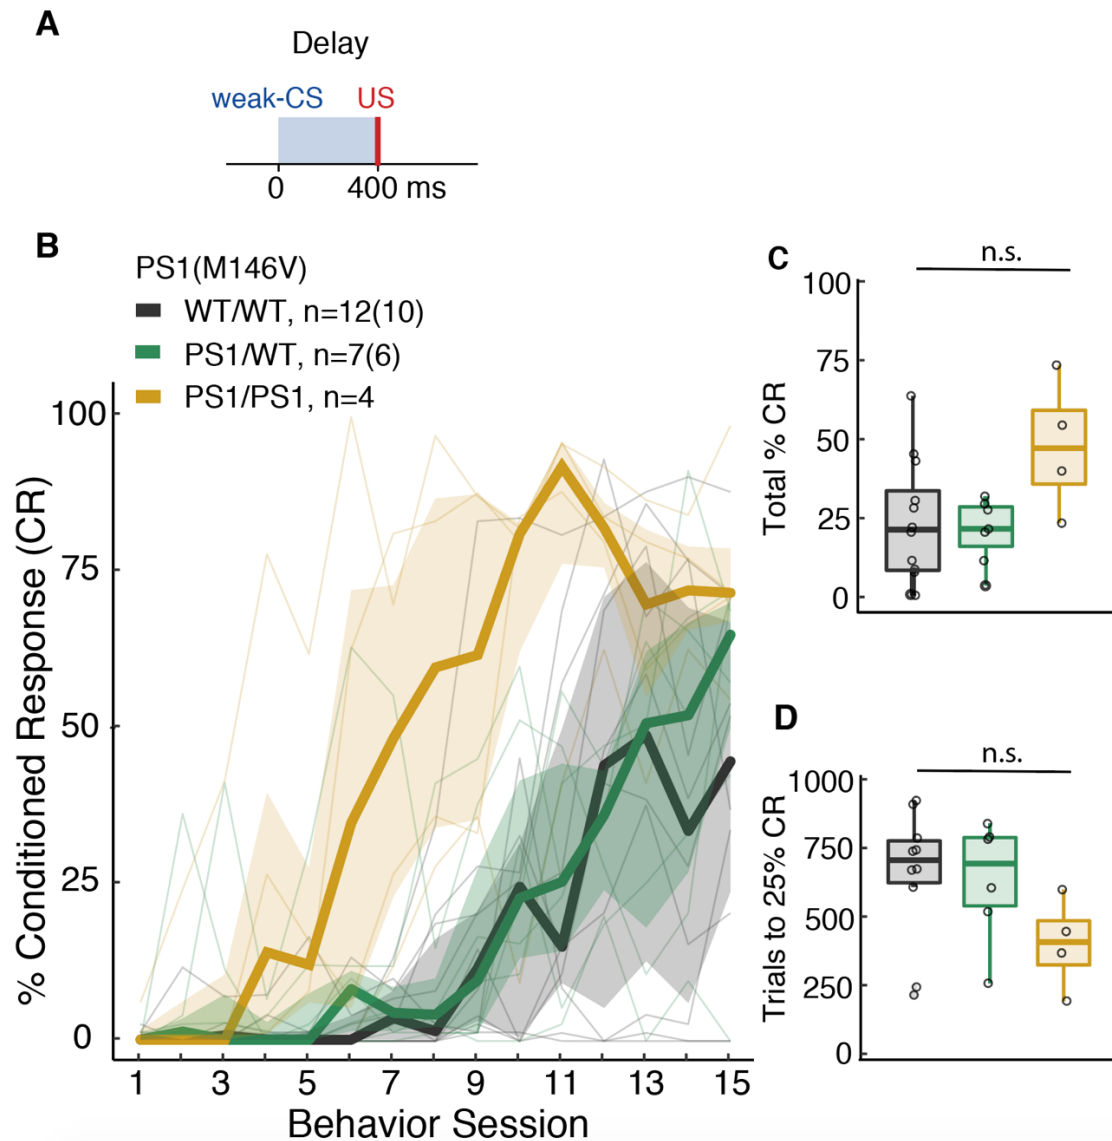 A
Delay
weak-CS US
0 400 ms
B
PS1(M146V)
WT/WT, n=12(10)
PS1/WT, n=7(6)
PS1/PS1, n=4
% Conditioned Response (CR)
100
75
50
25
0
1 3 5 7 9 11 13 15
Behavior Session
C
n.s.
Total % CR
100
75
50
25
0
D
n.s.
Trials to 25% CR
1000
750
500
250
0